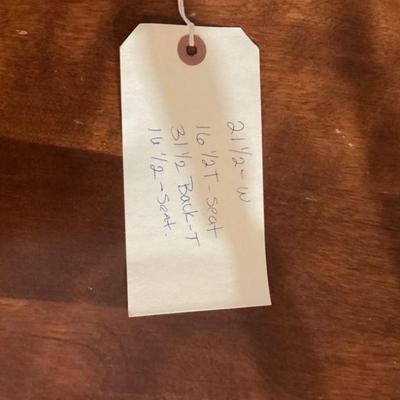 21 1/2 - W
16 1/2 T - Seat
31 1/2 Back - T
16 1/2 - Seat.